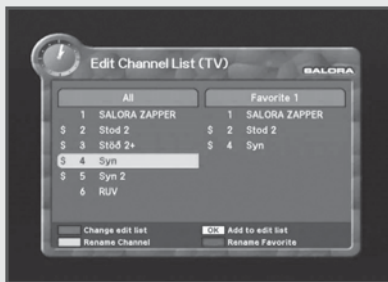 Edit Channel List (TV)
SALORA
All
1 SALORA ZAPPER
$ 2 Stod 2
$ 3 Stöð 2+
$ 4 Syn
$ 5 Syn 2
6 RUV
Favorite 1
1 SALORA ZAPPER
$ 2 Stod 2
$ 4 Syn
Change edit list
OK Add to edit list
Rename Channel
Rename Favorite